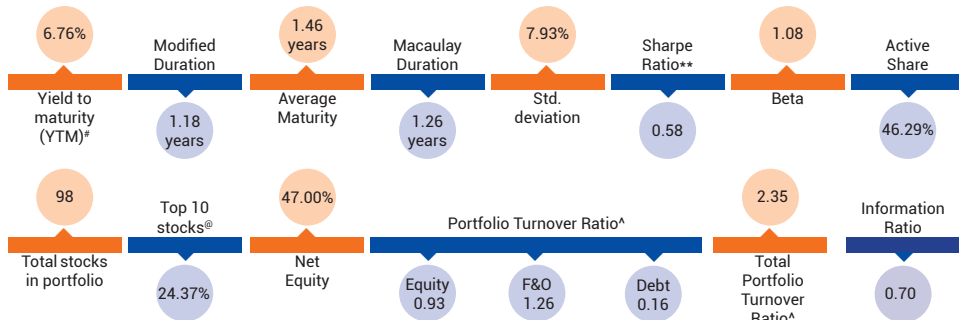 6.76%
Yield to
maturity
(YTM)#
Modified
Duration
1.18
years
1.46
years
Average
Maturity
Macaulay
Duration
1.26
years
7.93%
Std.
deviation
Sharpe
Ratio**
0.58
1.08
Beta
Active
Share
46.29%
98
Total stocks
in portfolio
Top 10
stocks@
24.37%
47.00%
Net
Equity
Portfolio Turnover Ratio^
Equity
0.93
F&O
1.26
Debt
0.16
2.35
Total
Portfolio
Turnover
Ratio^
Information
Ratio
0.70